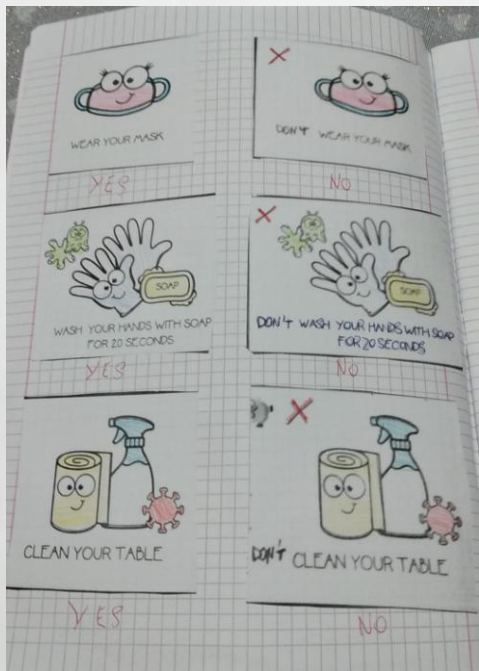 WEAR YOUR MASK
DON'T WEAR YOUR MASK
YES
NO
SOAP
SOAP
WASH YOUR HANDS WITH SOAP
FOR 20 SECONDS
DON'T WASH YOUR HANDS WITH SOAP
FOR 20 SECONDS
YES
NO
CLEAN YOUR TABLE
DON'T CLEAN YOUR TABLE
YES
NO